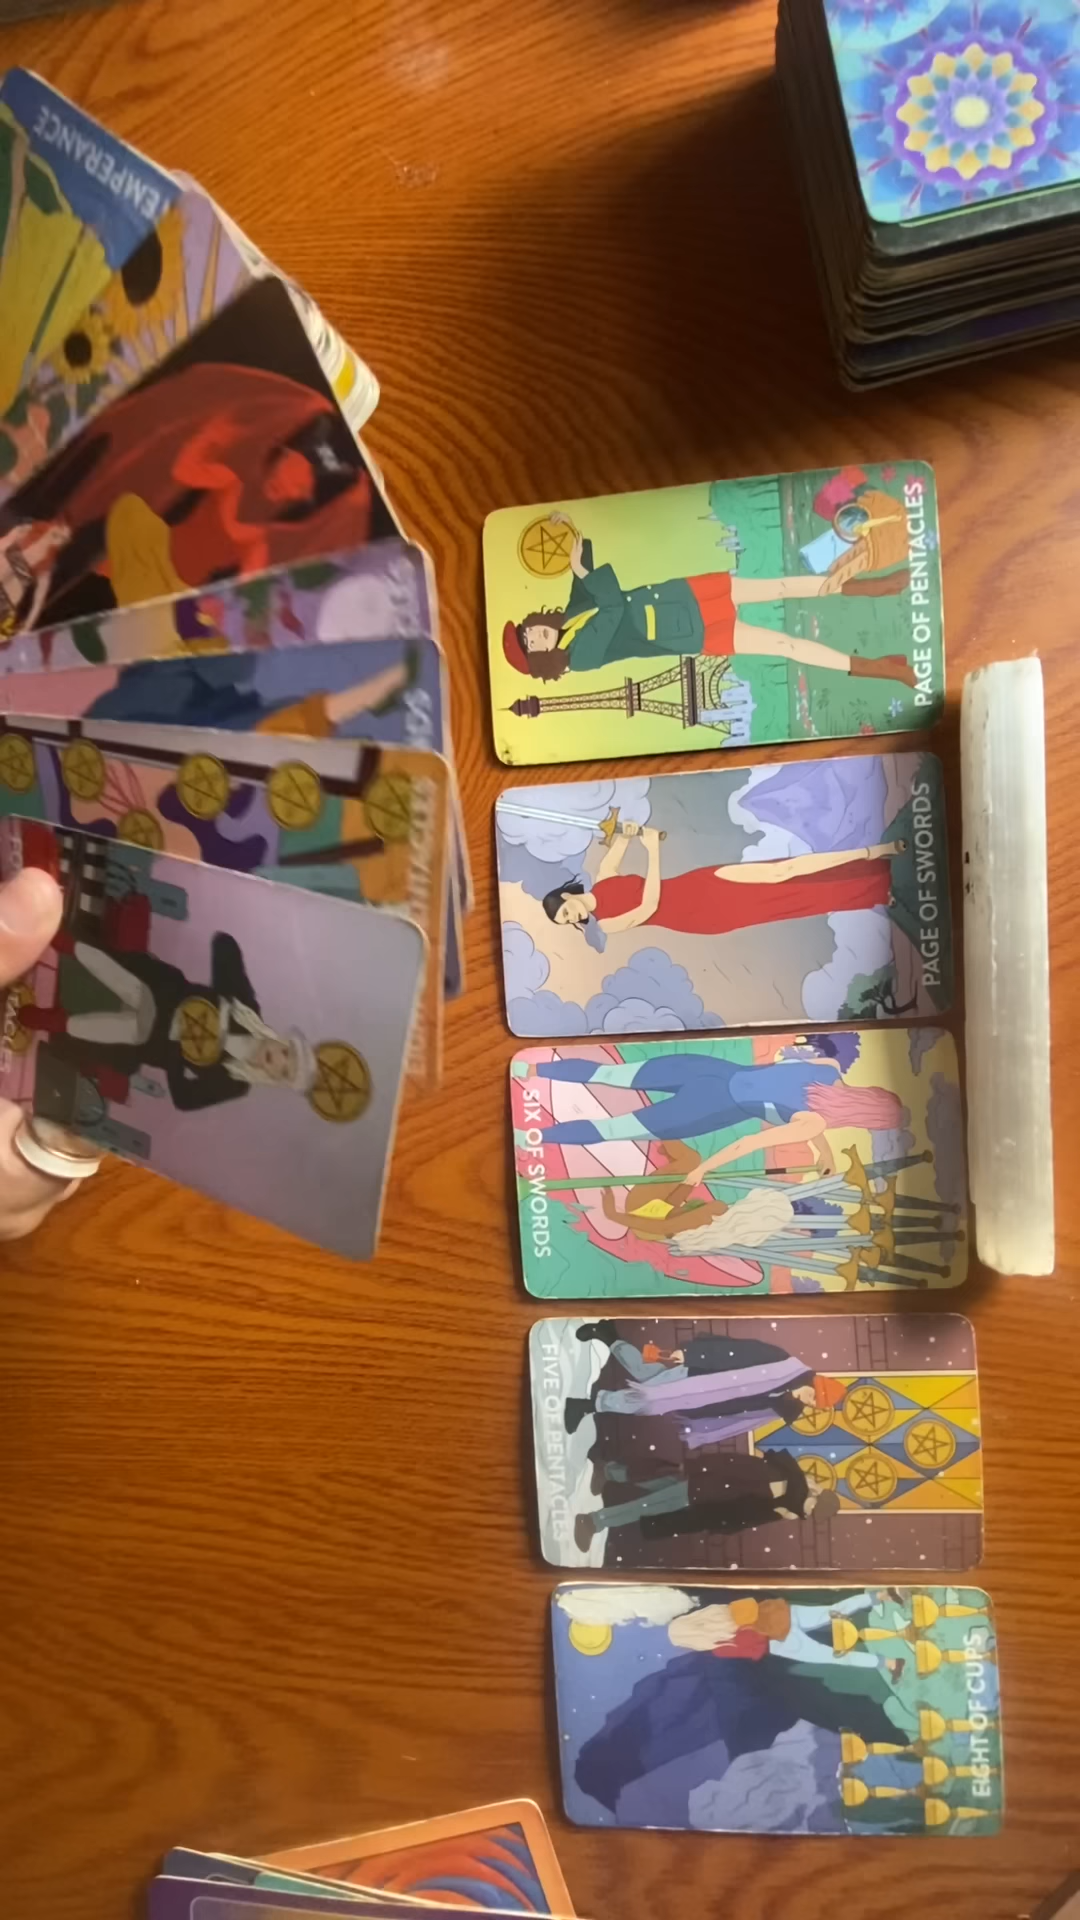 TEMPERANCE
PAGE OF PENTACLES
PAGE OF SWORDS
SIX OF SWORDS
FIVE OF PENTACLES
EIGHT OF CUPS